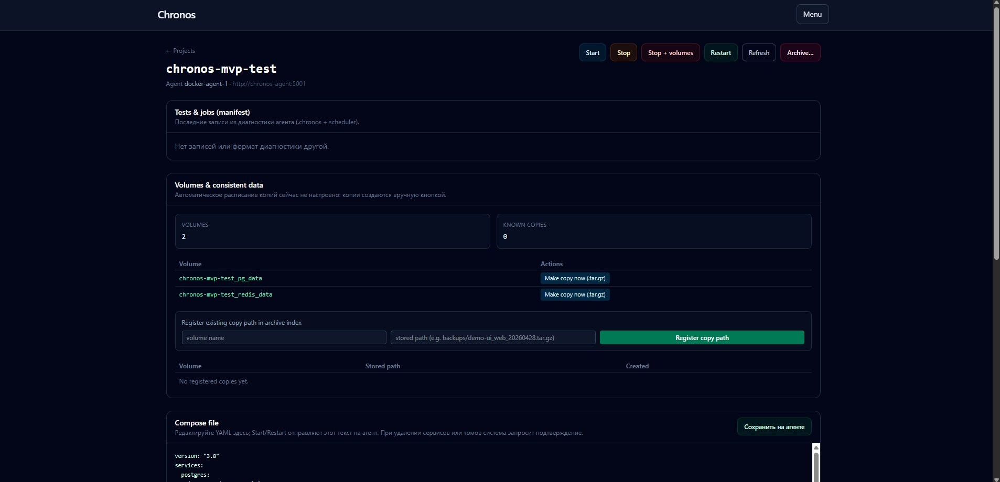 Chronos
Menu
← Projects
Start
Stop
Stop + volumes
Restart
Refresh
Archive...
chronos-mvp-test
Agent docker-agent-1 · http://chronos-agent:5001
Tests & jobs (manifest)
Последние записи из диагностики агента (.chronos + scheduler).
Нет записей или формат диагностики другой.
Volumes & consistent data
Автоматическое расписание копий сейчас не настроено: копии создаются вручную кнопкой.
VOLUMES
2
KNOWN COPIES
0
Volume Actions
chronos-mvp-test_pg_data Make copy now (.tar.gz)
chronos-mvp-test_redis_data Make copy now (.tar.gz)
Register existing copy path in archive index
volume name
stored path (e.g. backups/demo-ui_web_20260428.tar.gz)
Register copy path
Volume Stored path Created
No registered copies yet.
Compose file
Редактируйте YAML здесь; Start/Restart отправляют этот текст на агент. При удалении сервисов или томов система запросит подтверждение.
Сохранить на агенте
version: "3.8"
services:
postgres: